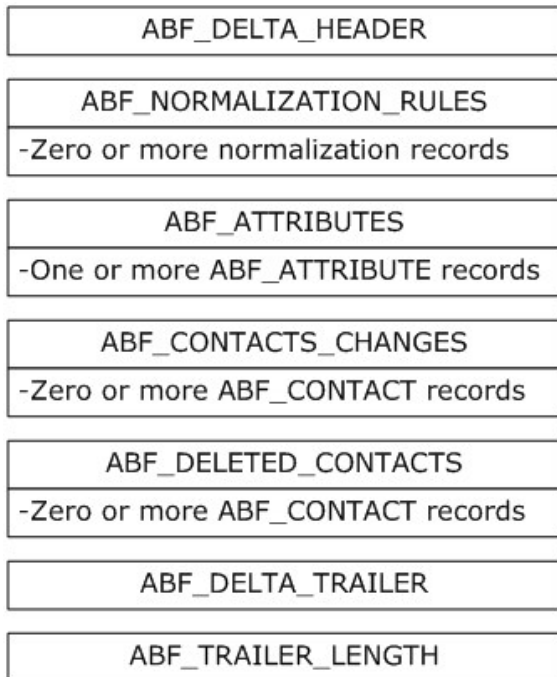 ABF_DELTA_HEADER
ABF_NORMALIZATION_RULES
-Zero or more normalization records
ABF_ATTRIBUTES
-One or more ABF_ATTRIBUTE records
ABF_CONTACTS_CHANGES
-Zero or more ABF_CONTACT records
ABF_DELETED_CONTACTS
-Zero or more ABF_CONTACT records
ABF_DELTA_TRAILER
ABF_TRAILER_LENGTH